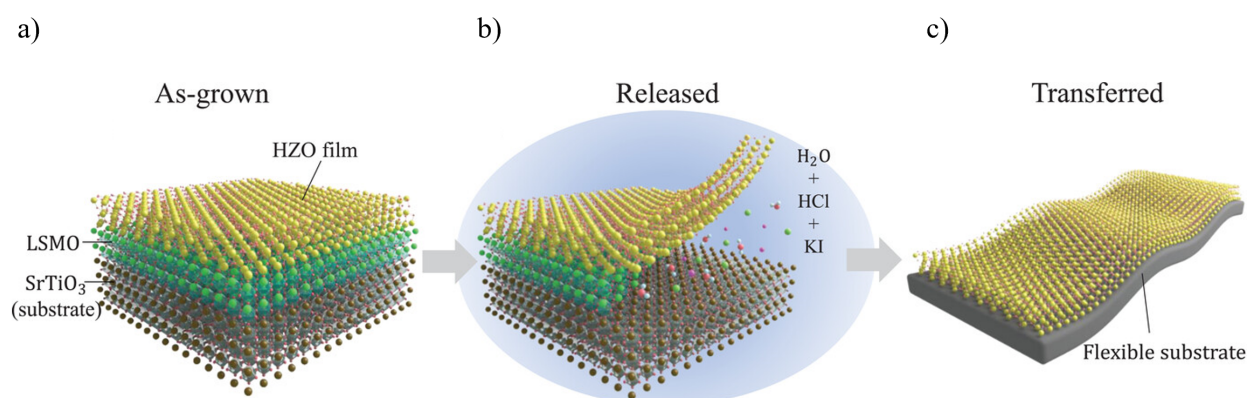 a)
b)
c)
As-grown
Released
Transferred
HZO film
LSMO
SrTiO₃
(substrate)
H₂O
+
HCl
+
KI
Flexible substrate